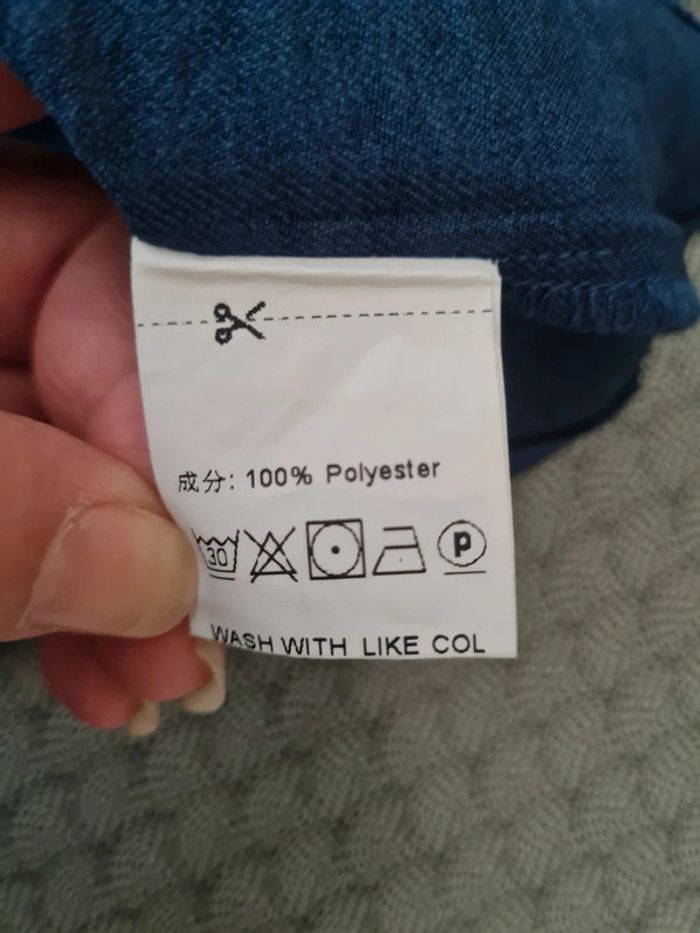 成分: 100% Polyester
30 P
WASH WITH LIKE COL